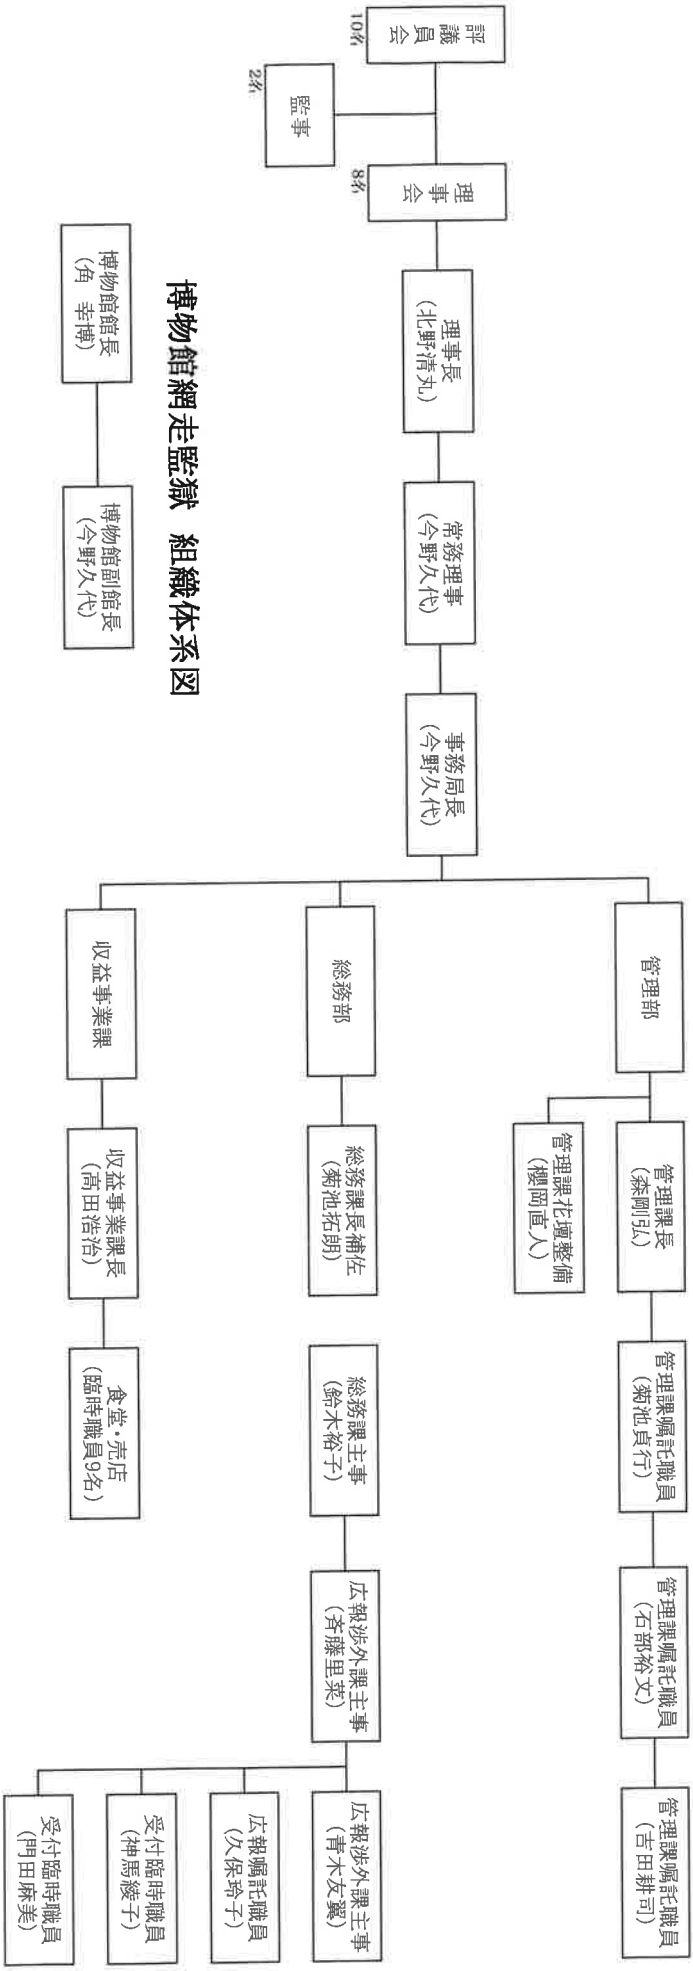 博物館網走監獄 組織体系図
評議員会
10名
監事
2名
理事会
8名
理事長
(北野清丸)
常務理事
(今野久代)
事務局長
(今野久代)
博物館館長
(角 幸博)
博物館副館長
(今野久代)
管理部
管理課長
(森剛弘)
管理課嘱託職員
(菊池貞行)
管理課嘱託職員
(石部裕文)
管理課嘱託職員
(吉田耕司)
管理課花壇整備
(櫻岡直人)
総務部
総務課長補佐
(菊池拓朗)
総務課主事
(鈴木裕子)
広報渉外課主事
(斉藤里菜)
広報渉外課主事
(青木友翼)
広報嘱託職員
(久保玲子)
受付臨時職員
(神馬綾子)
受付臨時職員
(門田麻美)
収益事業課
収益事業課長
(高田浩治)
食堂・売店
(臨時職員9名)